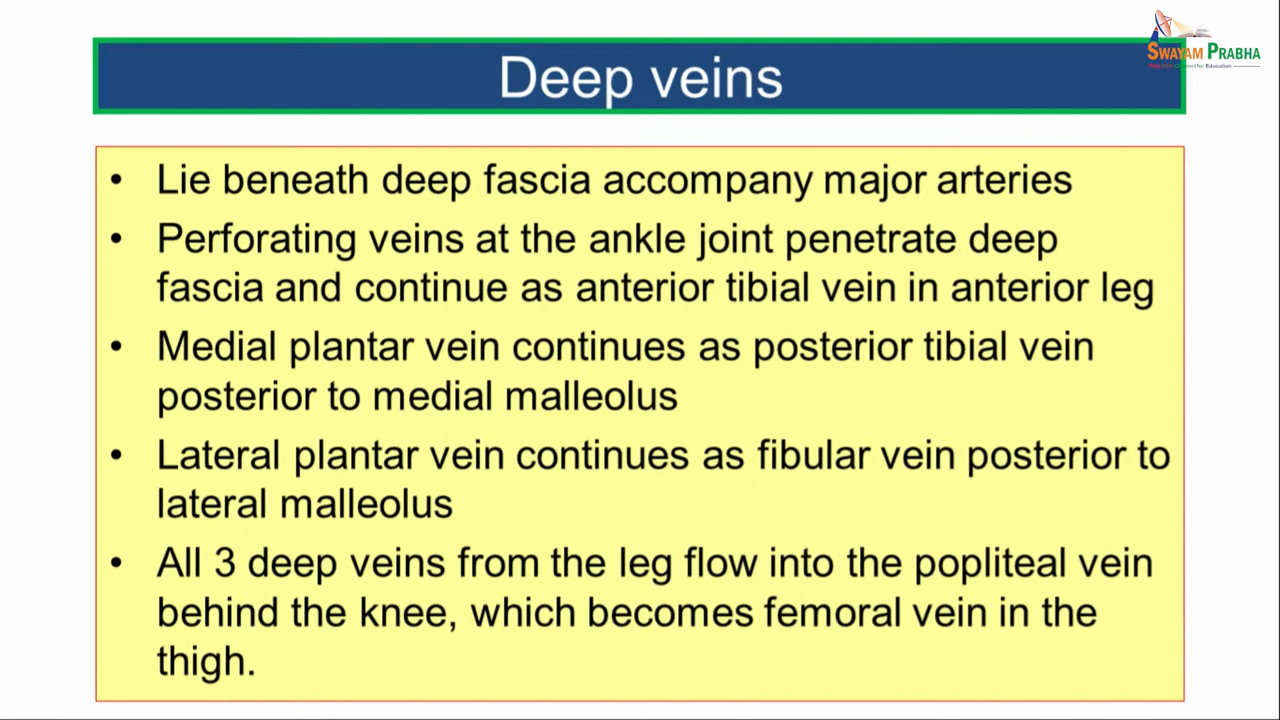 SWAYAM PRABHA
Deep veins
• Lie beneath deep fascia accompany major arteries
• Perforating veins at the ankle joint penetrate deep
fascia and continue as anterior tibial vein in anterior leg
• Medial plantar vein continues as posterior tibial vein
posterior to medial malleolus
• Lateral plantar vein continues as fibular vein posterior to
lateral malleolus
• All 3 deep veins from the leg flow into the popliteal vein
behind the knee, which becomes femoral vein in the
thigh.